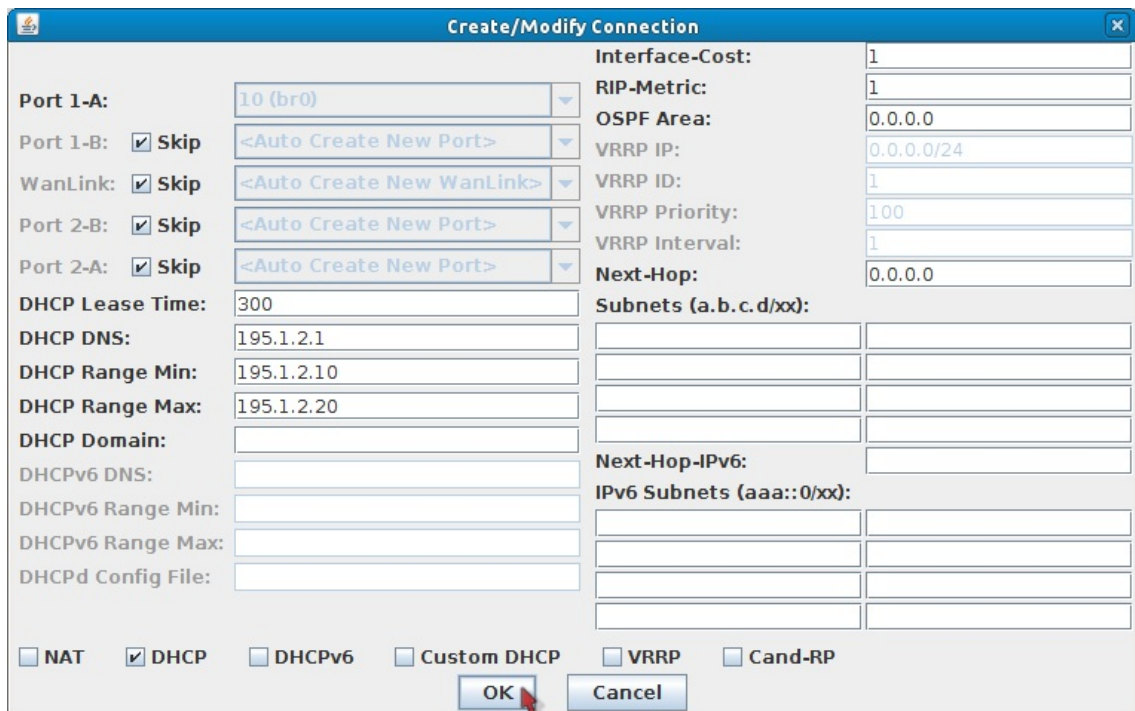 Create/Modify Connection
Port 1-A: 10 (br0)
Port 1-B: Skip <Auto Create New Port>
WanLink: Skip <Auto Create New WanLink>
Port 2-B: Skip <Auto Create New Port>
Port 2-A: Skip <Auto Create New Port>
DHCP Lease Time: 300
DHCP DNS: 195.1.2.1
DHCP Range Min: 195.1.2.10
DHCP Range Max: 195.1.2.20
DHCP Domain:
DHCPv6 DNS:
DHCPv6 Range Min:
DHCPv6 Range Max:
DHCPd Config File:
Interface-Cost: 1
RIP-Metric: 1
OSPF Area: 0.0.0.0
VRRP IP: 0.0.0.0/24
VRRP ID: 1
VRRP Priority: 100
VRRP Interval: 1
Next-Hop: 0.0.0.0
Subnets (a.b.c.d/xx):
Next-Hop-IPv6:
IPv6 Subnets (aaa::0/xx):
NAT DHCP DHCPv6 Custom DHCP VRRP Cand-RP
OK Cancel